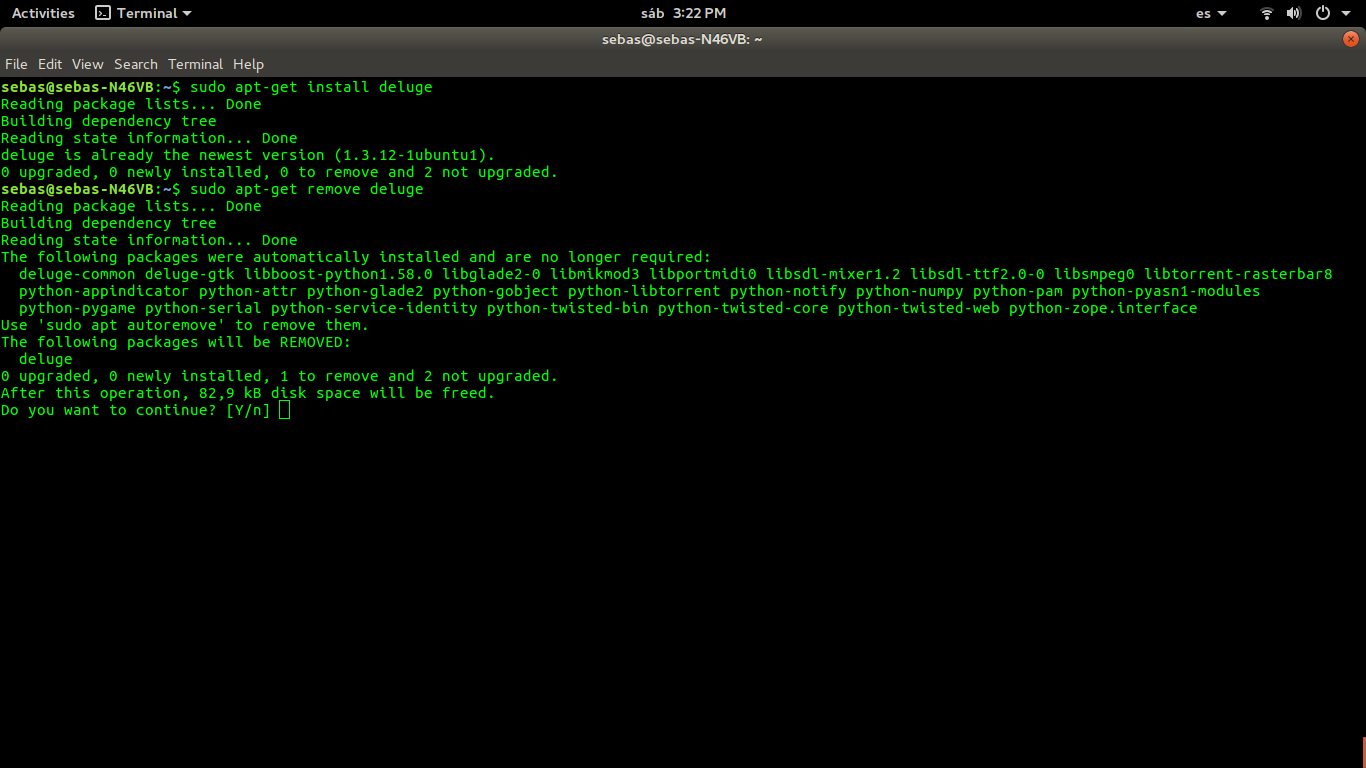 Activities Terminal sáb 3:22 PM es
sebas@sebas-N46VB: ~
File Edit View Search Terminal Help
sebas@sebas-N46VB:~$ sudo apt-get install deluge
Reading package lists... Done
Building dependency tree
Reading state information... Done
deluge is already the newest version (1.3.12-1ubuntu1).
0 upgraded, 0 newly installed, 0 to remove and 2 not upgraded.
sebas@sebas-N46VB:~$ sudo apt-get remove deluge
Reading package lists... Done
Building dependency tree
Reading state information... Done
The following packages were automatically installed and are no longer required:
  deluge-common deluge-gtk libboost-python1.58.0 libglade2-0 libmikmod3 libportmidi0 libsdl-mixer1.2 libsdl-ttf2.0-0 libsmpeg0 libtorrent-rasterbar8
  python-appindicator python-attr python-glade2 python-gobject python-libtorrent python-notify python-numpy python-pam python-pyasn1-modules
  python-pygame python-serial python-service-identity python-twisted-bin python-twisted-core python-twisted-web python-zope.interface
Use 'sudo apt autoremove' to remove them.
The following packages will be REMOVED:
  deluge
0 upgraded, 0 newly installed, 1 to remove and 2 not upgraded.
After this operation, 82,9 kB disk space will be freed.
Do you want to continue? [Y/n]